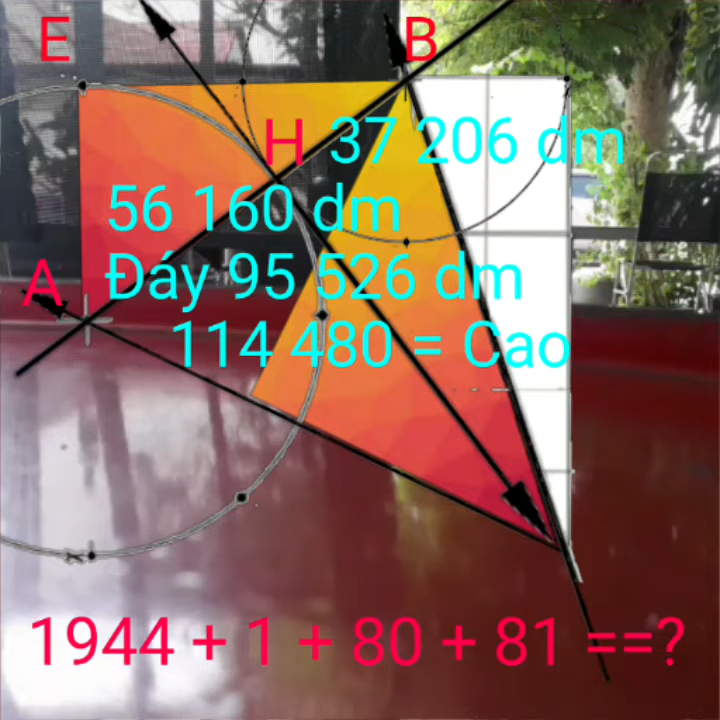 E B
H 37 206 dm
56 160 dm
A Đáy 95 526 dm
114 480 = Cao
1944 + 1 + 80 + 81 ==?